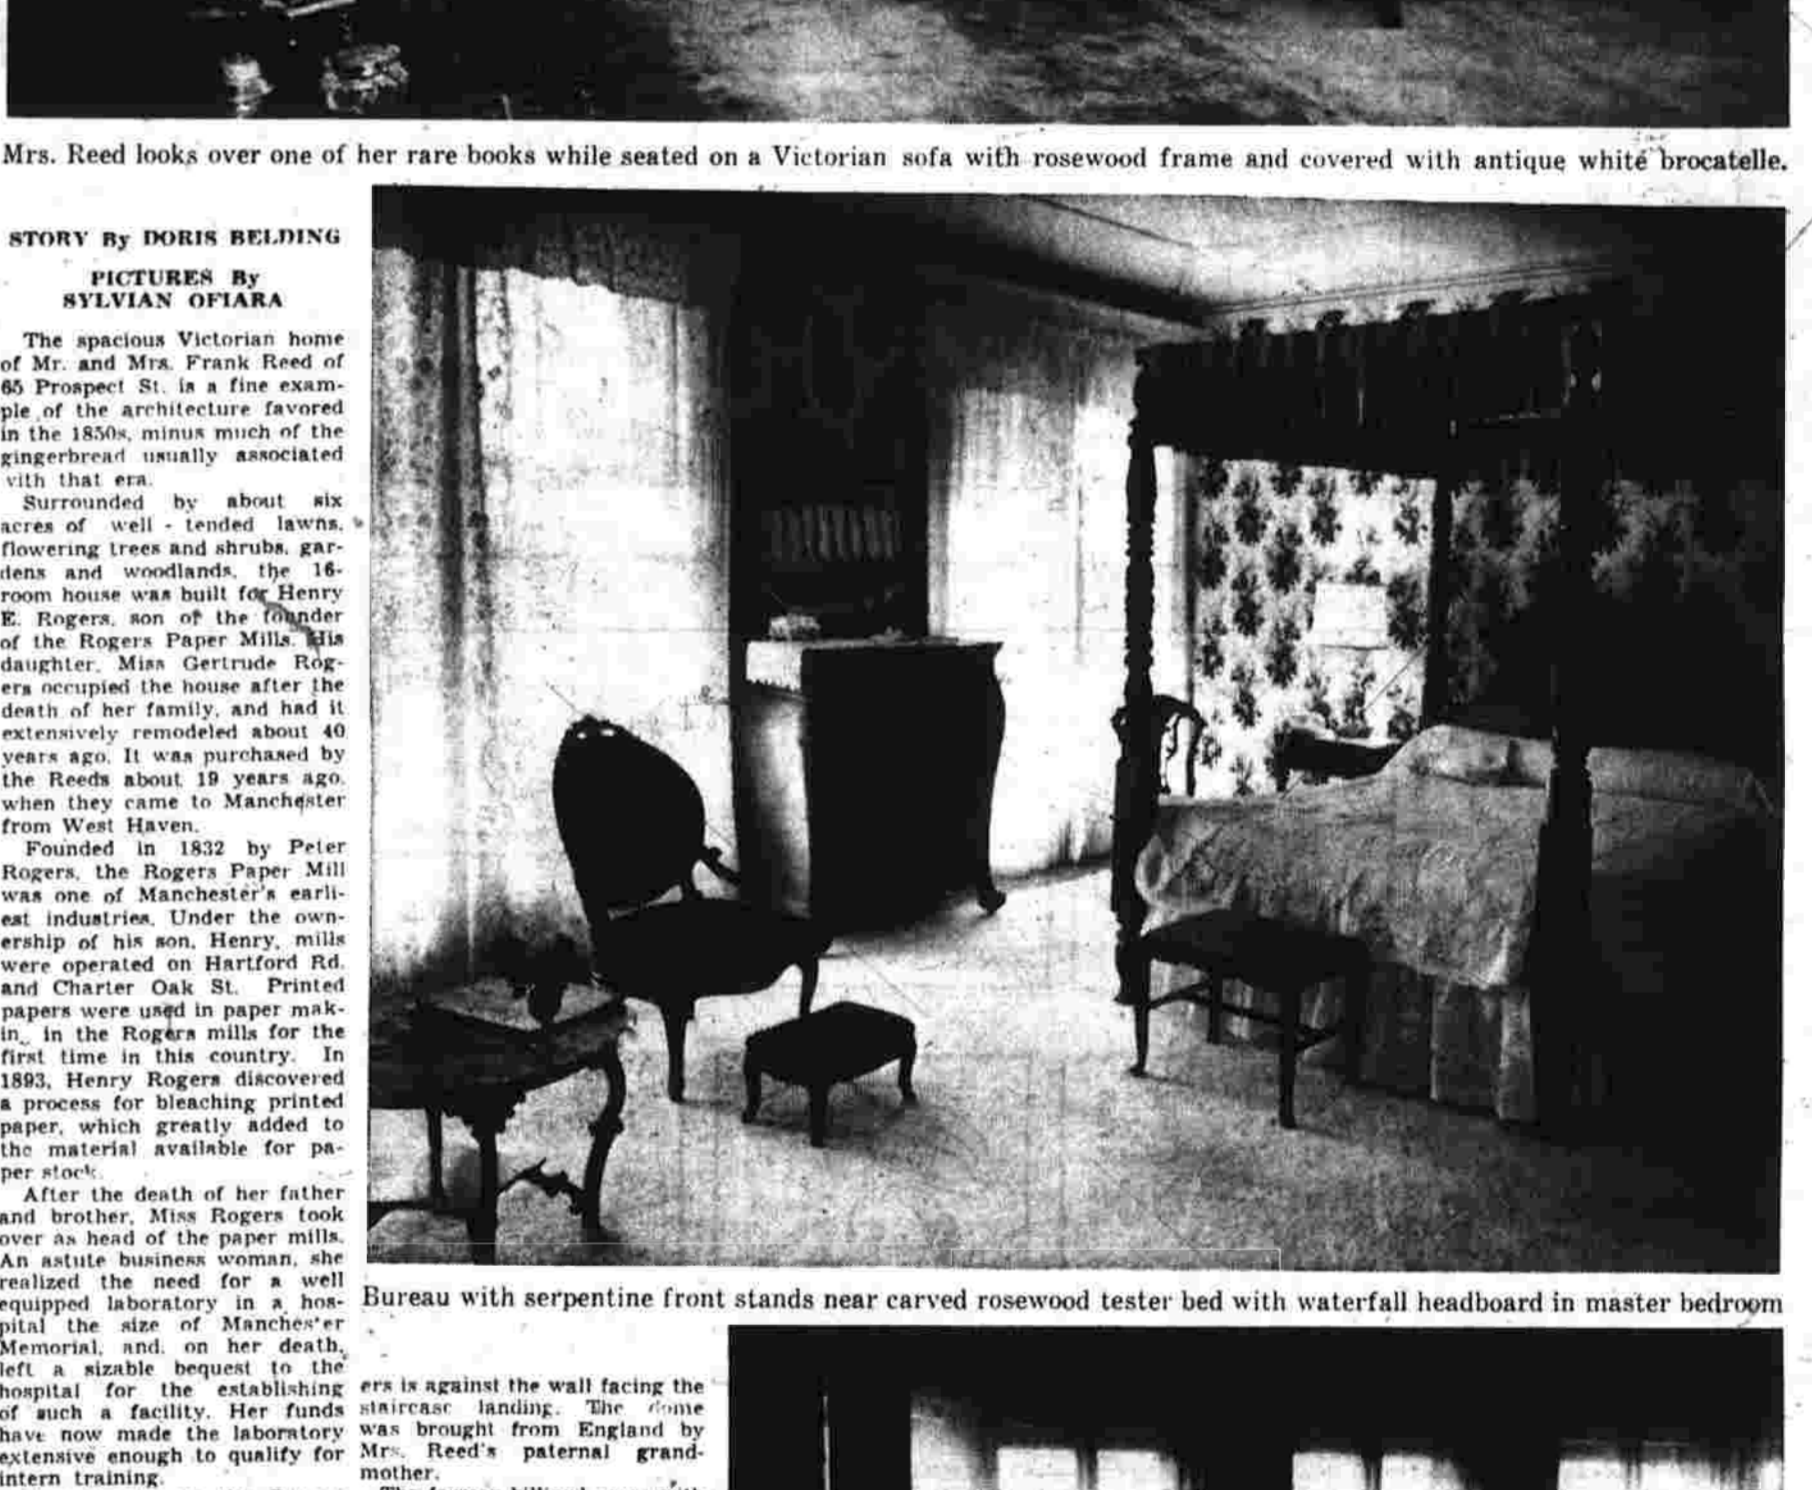 Mrs. Reed looks over one of her rare books while seated on a Victorian sofa with rosewood frame and covered with antique white brocatelle.
STORY By DORIS BELDING
PICTURES By
SYLVIAN OFIARA
The spacious Victorian home
of Mr. and Mrs. Frank Reed of
65 Prospect St. is a fine exam-
ple of the architecture favored
in the 1850s, minus much of the
gingerbread usually associated
vith that era.
Surrounded by about six
acres of well - tended lawns,
flowering trees and shrubs, gar-
dens and woodlands, the 16-
room house was built for Henry
E. Rogers, son of the founder
of the Rogers Paper Mills. His
daughter, Miss Gertrude Rog-
ers occupied the house after the
death of her family, and had it
extensively remodeled about 40
years ago. It was purchased by
the Reeds about 19 years ago,
when they came to Manchester
from West Haven.
Founded in 1832 by Peter
Rogers, the Rogers Paper Mill
was one of Manchester's earli-
est industries. Under the own-
ership of his son, Henry, mills
were operated on Hartford Rd.
and Charter Oak St. Printed
papers were used in paper mak-
in, in the Rogers mills for the
first time in this country. In
1893, Henry Rogers discovered
a process for bleaching printed
paper, which greatly added to
the material available for pa-
per stock.
After the death of her father
and brother, Miss Rogers took
over as head of the paper mills.
An astute business woman, she
realized the need for a well
equipped laboratory in a hos-
pital the size of Manchester
Memorial, and, on her death,
left a sizable bequest to the
hospital for the establishing
of such a facility. Her funds
have now made the laboratory
extensive enough to qualify for
intern training.
Bureau with serpentine front stands near carved rosewood tester bed with waterfall headboard in master bedroom
ers is against the wall facing the
staircase landing. The dome
was brought from England by
Mrs. Reed's paternal grand-
mother.